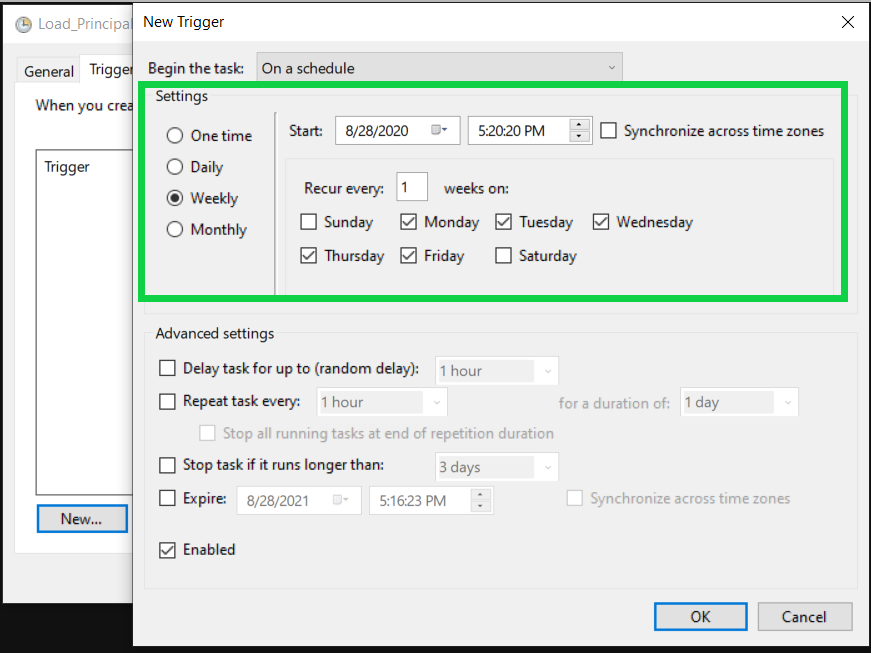 Load_Principal
New Trigger
General
Trigger
When you crea
Trigger
New...
Begin the task: On a schedule
Settings
One time
Daily
Weekly
Monthly
Start: 8/28/2020 5:20:20 PM Synchronize across time zones
Recur every: 1 weeks on:
Sunday Monday Tuesday Wednesday
Thursday Friday Saturday
Advanced settings
Delay task for up to (random delay): 1 hour
Repeat task every: 1 hour for a duration of: 1 day
Stop all running tasks at end of repetition duration
Stop task if it runs longer than: 3 days
Expire: 8/28/2021 5:16:23 PM Synchronize across time zones
Enabled
OK Cancel